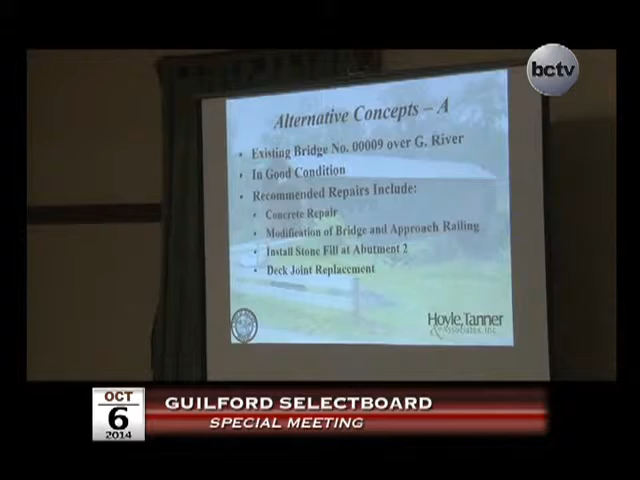 bctv
Alternative Concepts – A
• Existing Bridge No. 00009 over G. River
• In Good Condition
• Recommended Repairs Include:
• Concrete Repair
• Modification of Bridge and Approach Railing
• Install Stone Fill at Abutment 2
• Deck Joint Replacement
Hoyle, Tanner
& Associates, Inc.
OCT
6
2014
GUILFORD SELECTBOARD
SPECIAL MEETING